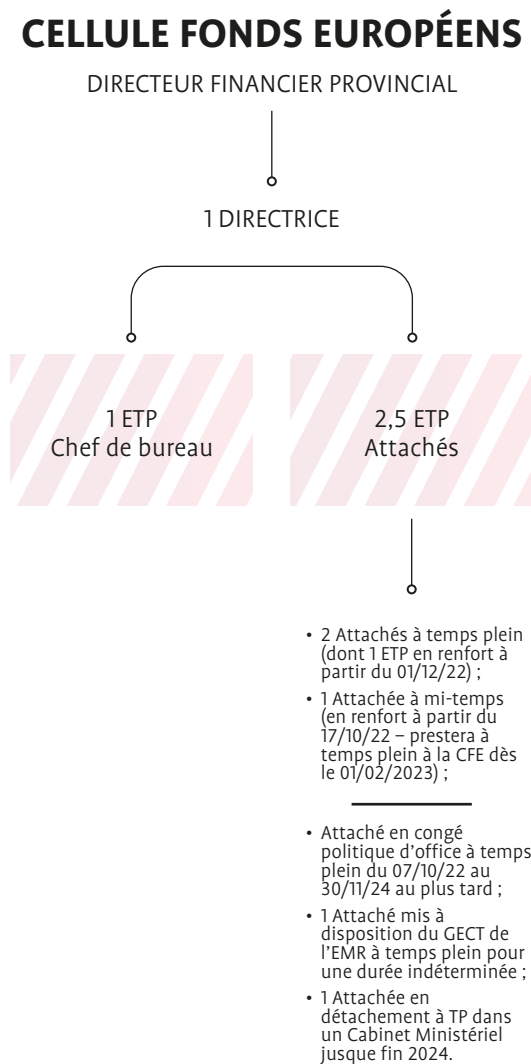 CELLULE FONDS EUROPÉENS
DIRECTEUR FINANCIER PROVINCIAL
1 DIRECTRICE
1 ETP
Chef de bureau
2,5 ETP
Attachés
• 2 Attachés à temps plein
(dont 1 ETP en renfort à
partir du 01/12/22) ;
• 1 Attachée à mi-temps
(en renfort à partir du
17/10/22 – prestera à
temps plein à la CFE dès
le 01/02/2023) ;
• Attaché en congé
politique d’office à temps
plein du 07/10/22 au
30/11/24 au plus tard ;
• 1 Attaché mis à
disposition du GECT de
l’EMR à temps plein pour
une durée indéterminée ;
• 1 Attachée en
détachement à TP dans
un Cabinet Ministériel
jusque fin 2024.